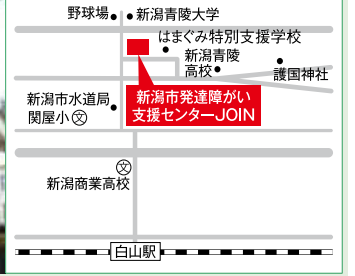 野球場
新潟青陵大学
はまぐみ特別支援学校
新潟青陵
高校
護国神社
新潟市水道局
関屋小文
新潟市発達障がい
支援センターJOIN
文
新潟商業高校
白山駅